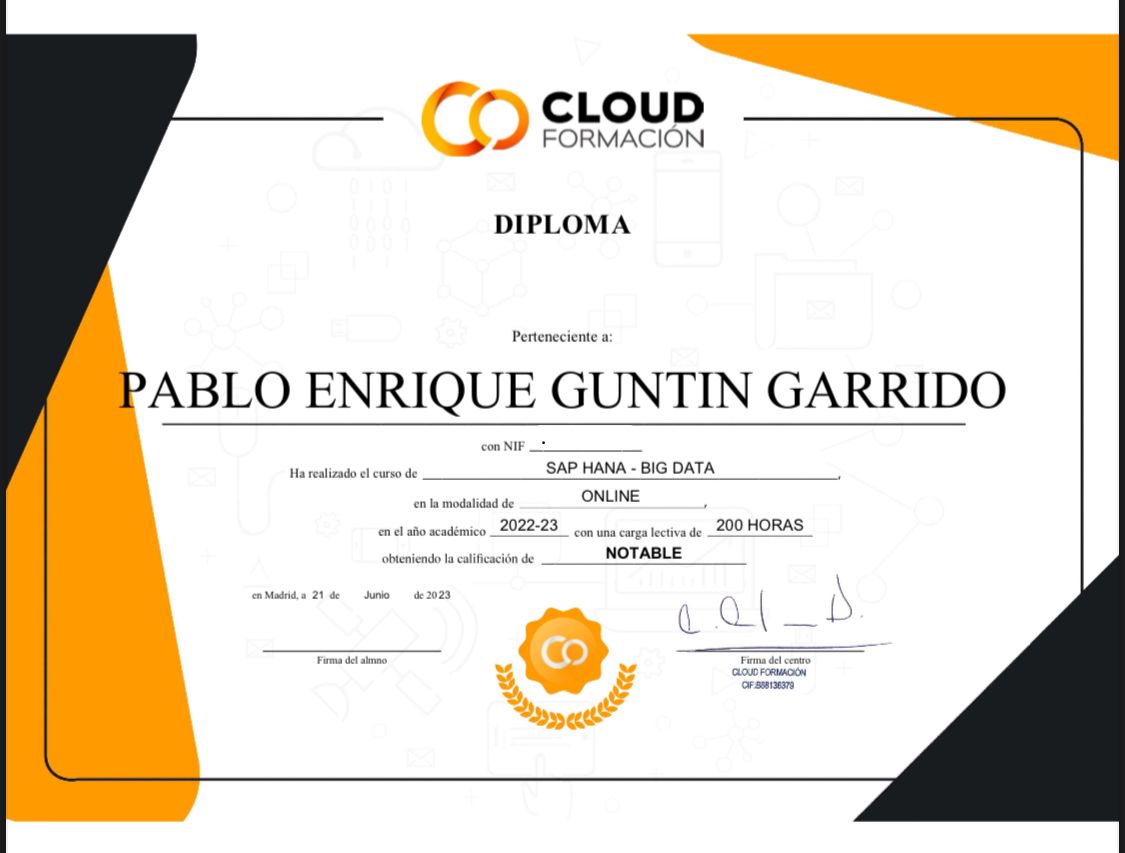 CLOUD
FORMACIÓN
DIPLOMA
Perteneciente a:
PABLO ENRIQUE GUNTIN GARRIDO
con NIF
Ha realizado el curso de SAP HANA - BIG DATA,
en la modalidad de ONLINE,
en el año académico 2022-23 con una carga lectiva de 200 HORAS
obteniendo la calificación de NOTABLE
en Madrid, a 21 de Junio de 2023
Firma del almno
Firma del centro
CLOUD FORMACIÓN
CIF:B88136379